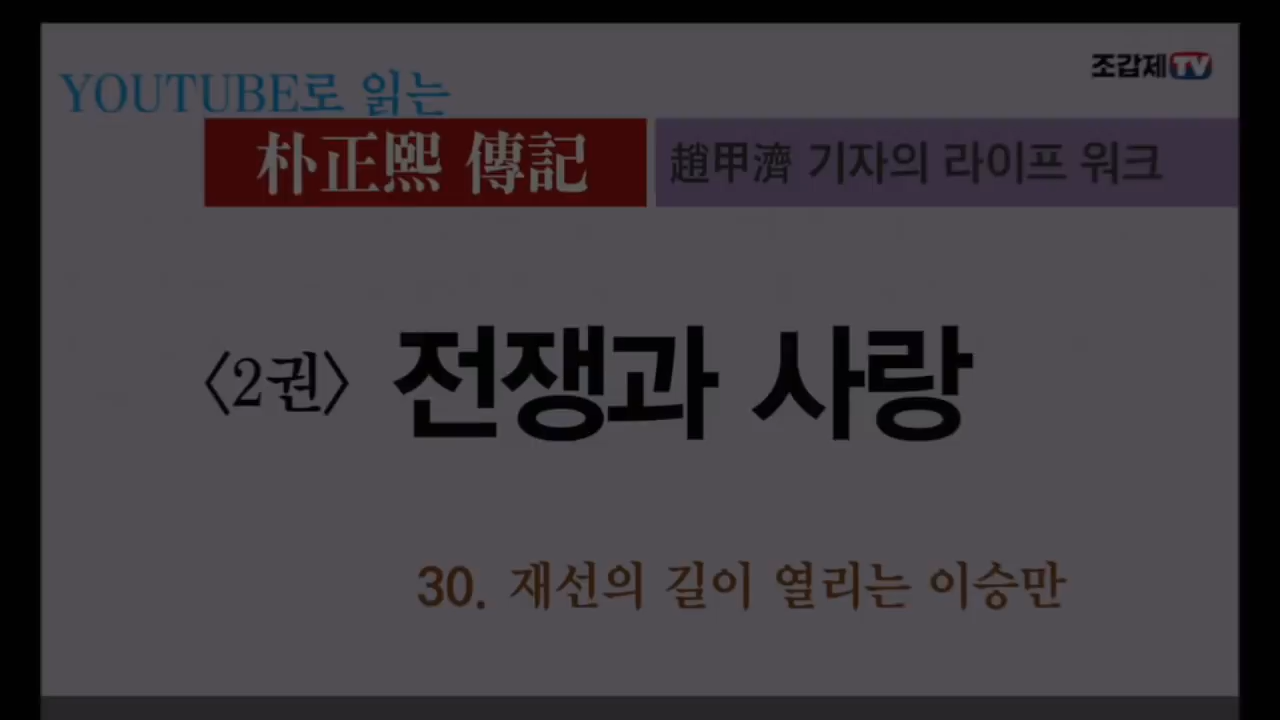 조갑제TV
YOUTUBE로 읽는
朴正熙 傳記
趙甲濟 기자의 라이프 워크
〈2권〉 전쟁과 사랑
30. 재선의 길이 열리는 이승만